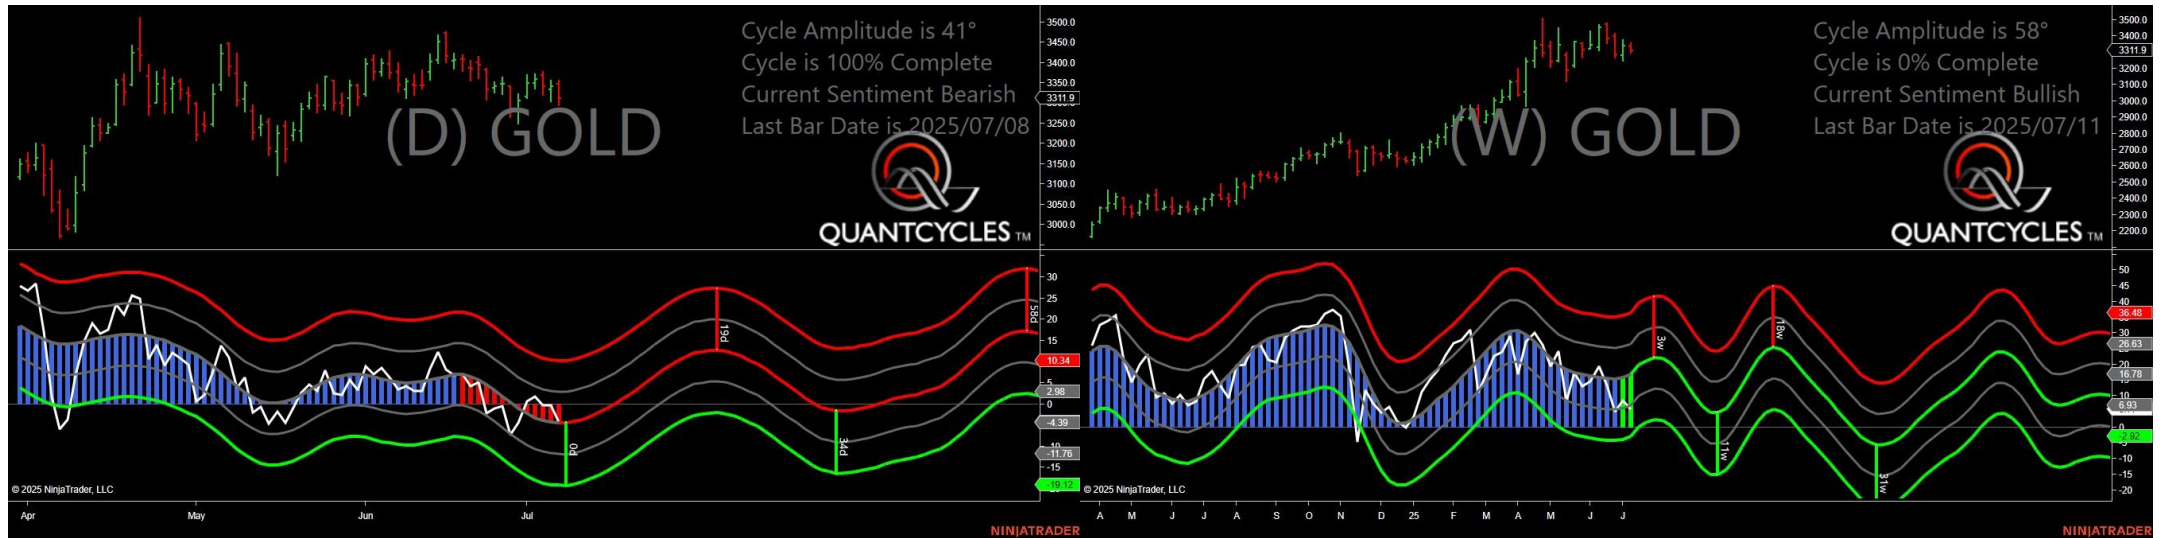 Cycle Amplitude is 41°
Cycle is 100% Complete
Current Sentiment Bearish
Last Bar Date is 2025/07/08
(D) GOLD
QUANTCYCLES TM
3500.0
3450.0
3400.0
3350.0
3311.9
3250.0
3200.0
3150.0
3100.0
3050.0
3000.0
30
25
20
15
10.34
5
2.98
0
-4.39
-10
-11.76
-15
-19.12
0d
19d
34d
58d
© 2025 NinjaTrader, LLC
Apr
May
Jun
Jul
NINJATRADER
Cycle Amplitude is 58°
Cycle is 0% Complete
Current Sentiment Bullish
Last Bar Date is 2025/07/11
(W) GOLD
QUANTCYCLES TM
3500.0
3400.0
3311.9
3200.0
3100.0
3000.0
2900.0
2800.0
2700.0
2600.0
2500.0
2400.0
2300.0
2200.0
50
45
40
36.48
30
26.63
20
16.78
10
6.93
0
-2.92
-10
-15
-20
3w
11w
18w
31w
© 2025 NinjaTrader, LLC
A M J J A S O N D 25 F M A M J J
NINJATRADER